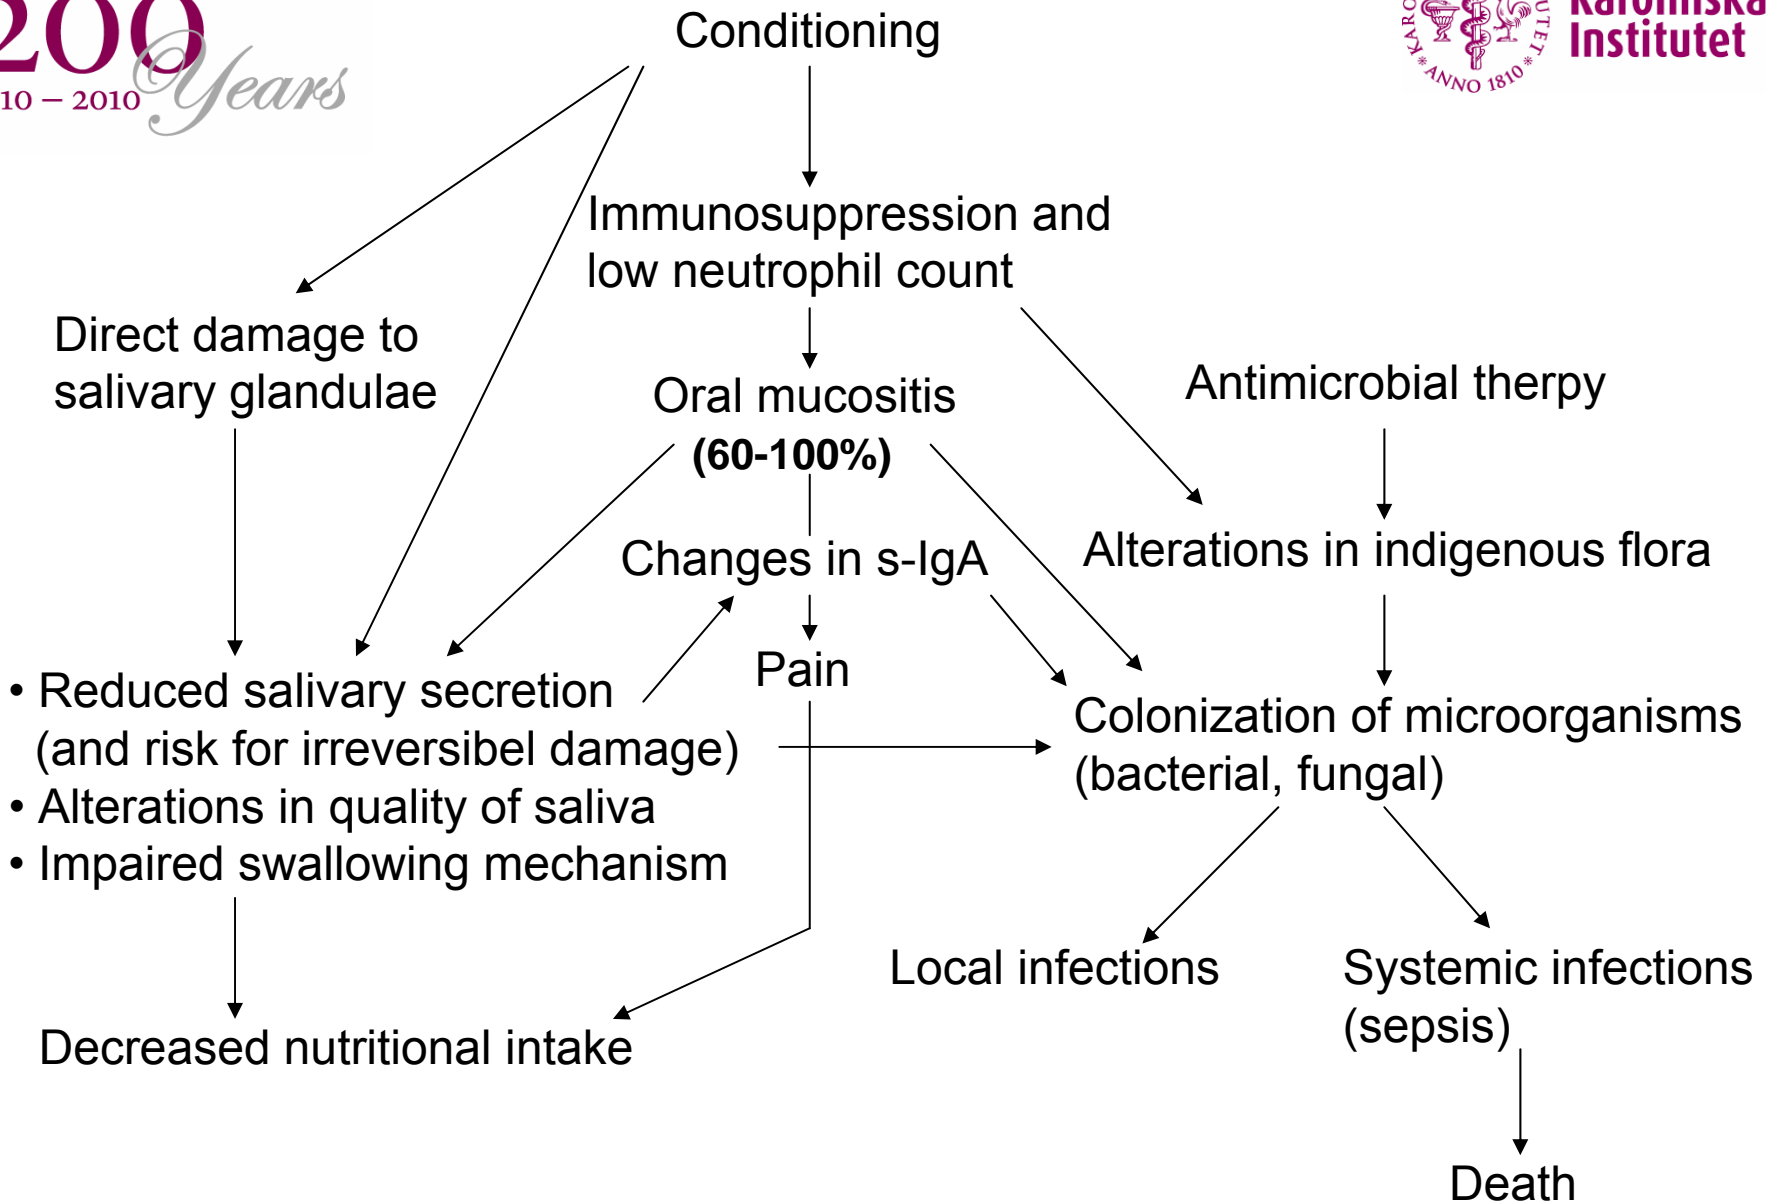 200
Years
10 – 2010
Conditioning
Karolinska
Institutet
ANNO 1810
Immunosuppression and
low neutrophil count
Direct damage to
salivary glandulae
Oral mucositis
(60-100%)
Antimicrobial therpy
Changes in s-IgA
Alterations in indigenous flora
Pain
• Reduced salivary secretion
(and risk for irreversibel damage)
• Alterations in quality of saliva
• Impaired swallowing mechanism
Colonization of microorganisms
(bacterial, fungal)
Local infections
Systemic infections
(sepsis)
Decreased nutritional intake
Death